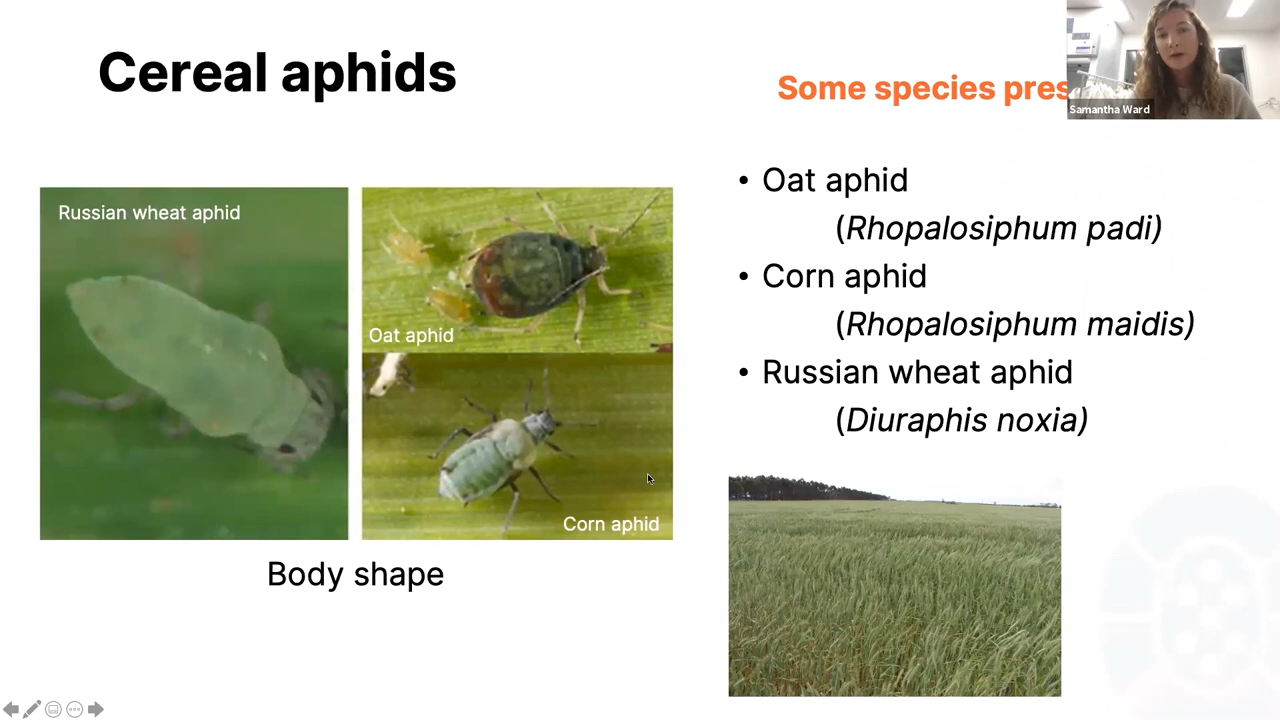 Cereal aphids
Some species
Samantha Ward
Russian wheat aphid
Oat aphid
Corn aphid
Body shape
• Oat aphid
(Rhopalosiphum padi)
• Corn aphid
(Rhopalosiphum maidis)
• Russian wheat aphid
(Diuraphis noxia)